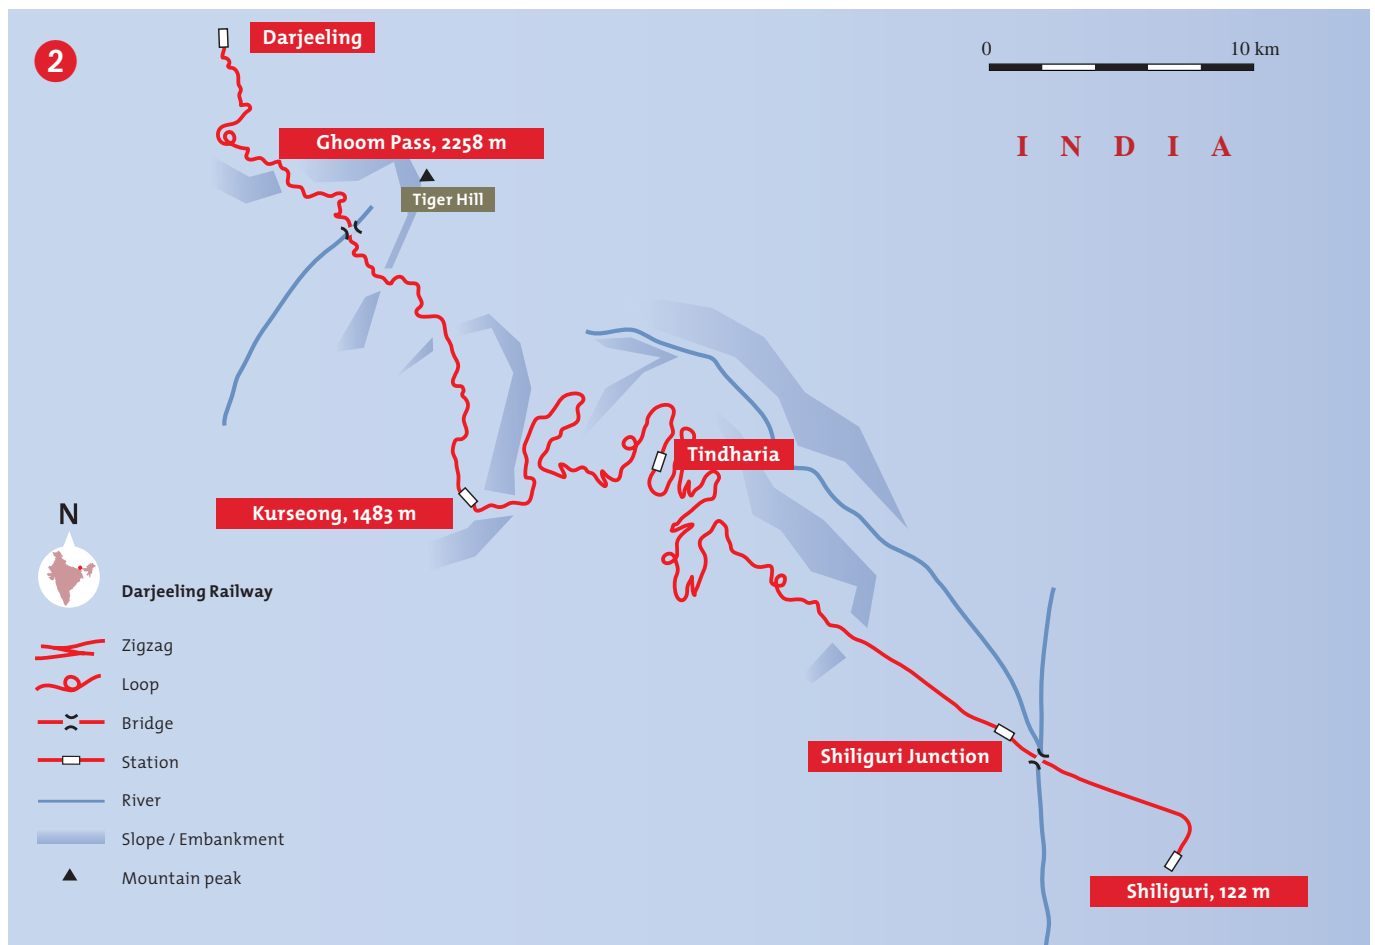 2
Darjeeling
0 10 km
Ghoom Pass, 2258 m
I N D I A
Tiger Hill
Tindharia
Kurseong, 1483 m
N
Darjeeling Railway
Zigzag
Loop
Bridge
Station
River
Slope / Embankment
Mountain peak
Shiliguri Junction
Shiliguri, 122 m